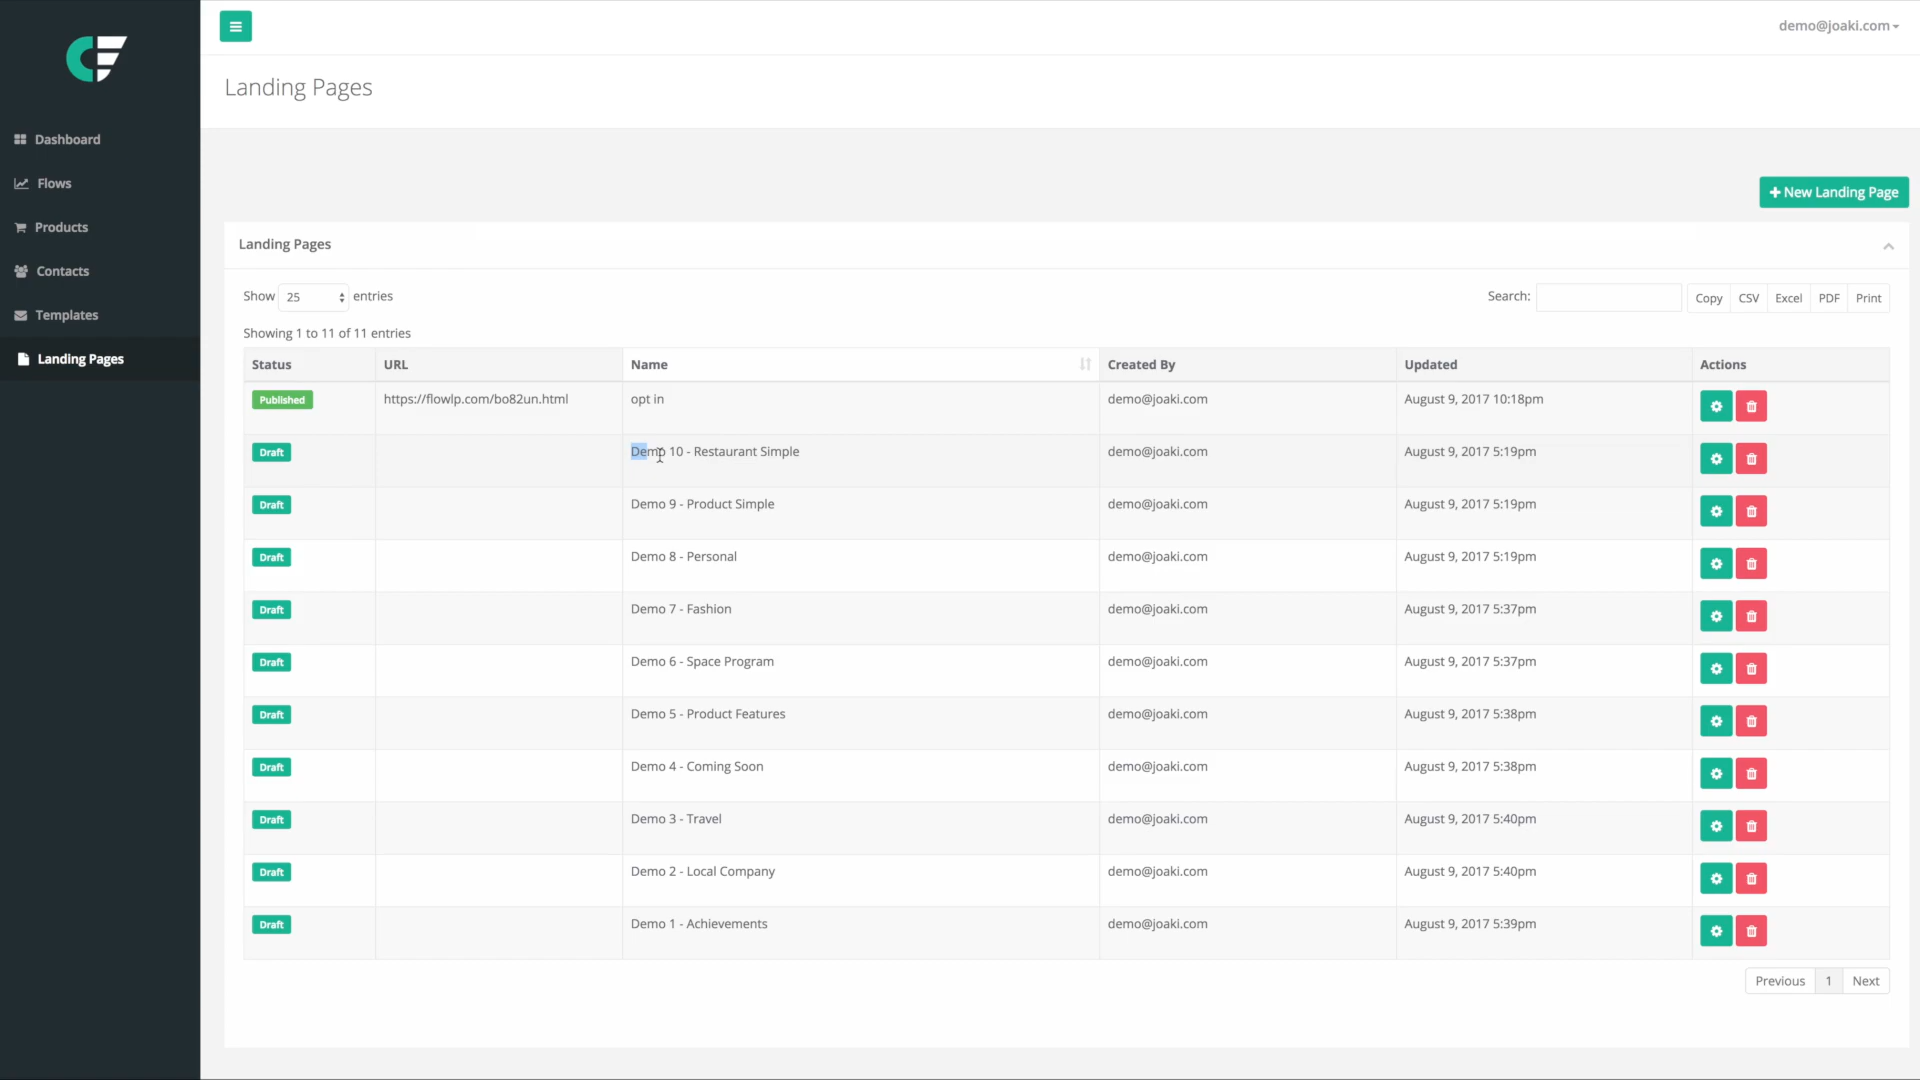 demo@joaki.com
Landing Pages
Dashboard
Flows
Products
Contacts
Templates
Landing Pages
+ New Landing Page
Landing Pages
Show 25 entries
Search: Copy CSV Excel PDF Print
Showing 1 to 11 of 11 entries
Status URL Name Created By Updated Actions
Published https://flowlp.com/bo82un.html opt in demo@joaki.com August 9, 2017 10:18pm
Draft Demo 10 - Restaurant Simple demo@joaki.com August 9, 2017 5:19pm
Draft Demo 9 - Product Simple demo@joaki.com August 9, 2017 5:19pm
Draft Demo 8 - Personal demo@joaki.com August 9, 2017 5:19pm
Draft Demo 7 - Fashion demo@joaki.com August 9, 2017 5:37pm
Draft Demo 6 - Space Program demo@joaki.com August 9, 2017 5:37pm
Draft Demo 5 - Product Features demo@joaki.com August 9, 2017 5:38pm
Draft Demo 4 - Coming Soon demo@joaki.com August 9, 2017 5:38pm
Draft Demo 3 - Travel demo@joaki.com August 9, 2017 5:40pm
Draft Demo 2 - Local Company demo@joaki.com August 9, 2017 5:40pm
Draft Demo 1 - Achievements demo@joaki.com August 9, 2017 5:39pm
Previous 1 Next